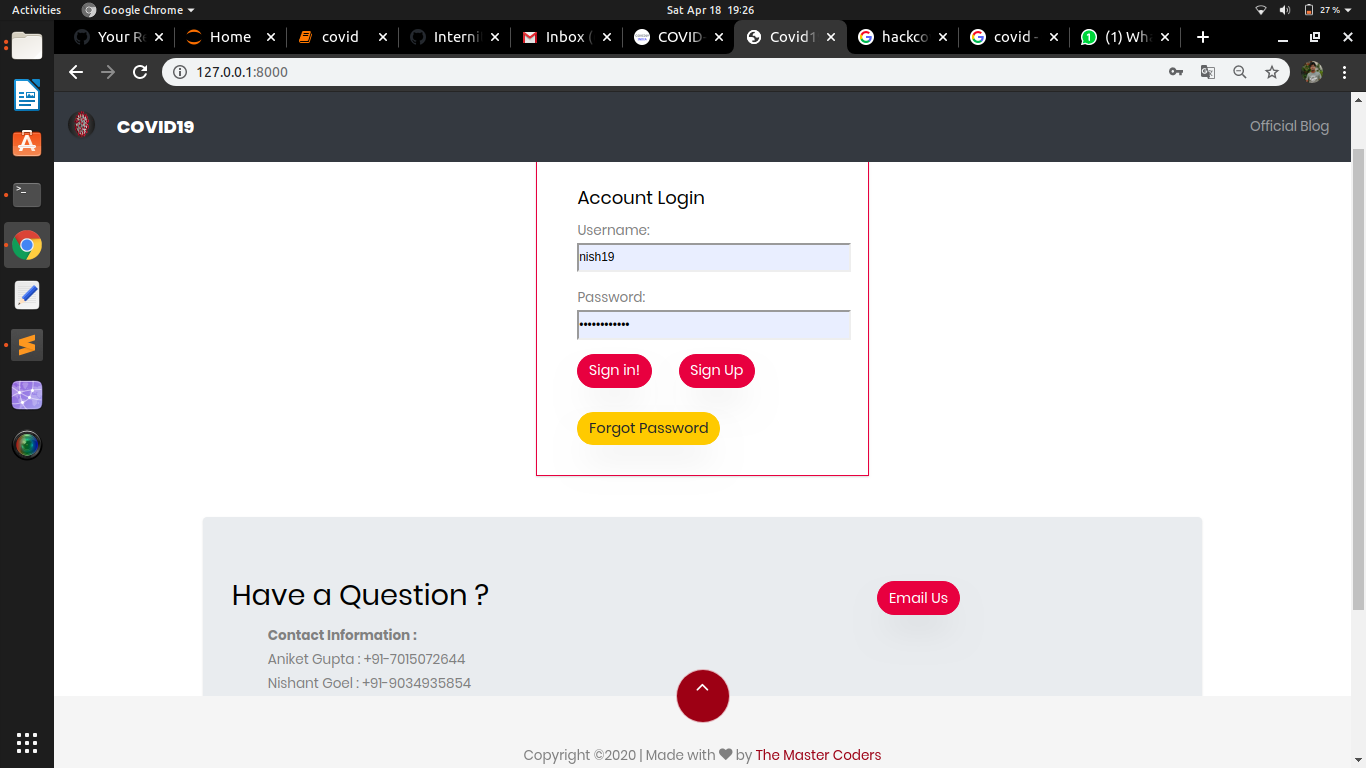 Activities Google Chrome Sat Apr 18 19:26 27 %
Your Re Home covid Interni Inbox ( COVID- Covid1 hackco covid - (1) Wha
127.0.0.1:8000
COVID19 Official Blog
Account Login
Username:
nish19
Password:
••••••••••••
Sign in! Sign Up
Forgot Password
Have a Question ?
Email Us
Contact Information :
Aniket Gupta : +91-7015072644
Nishant Goel : +91-9034935854
Copyright ©2020 | Made with ❤ by The Master Coders